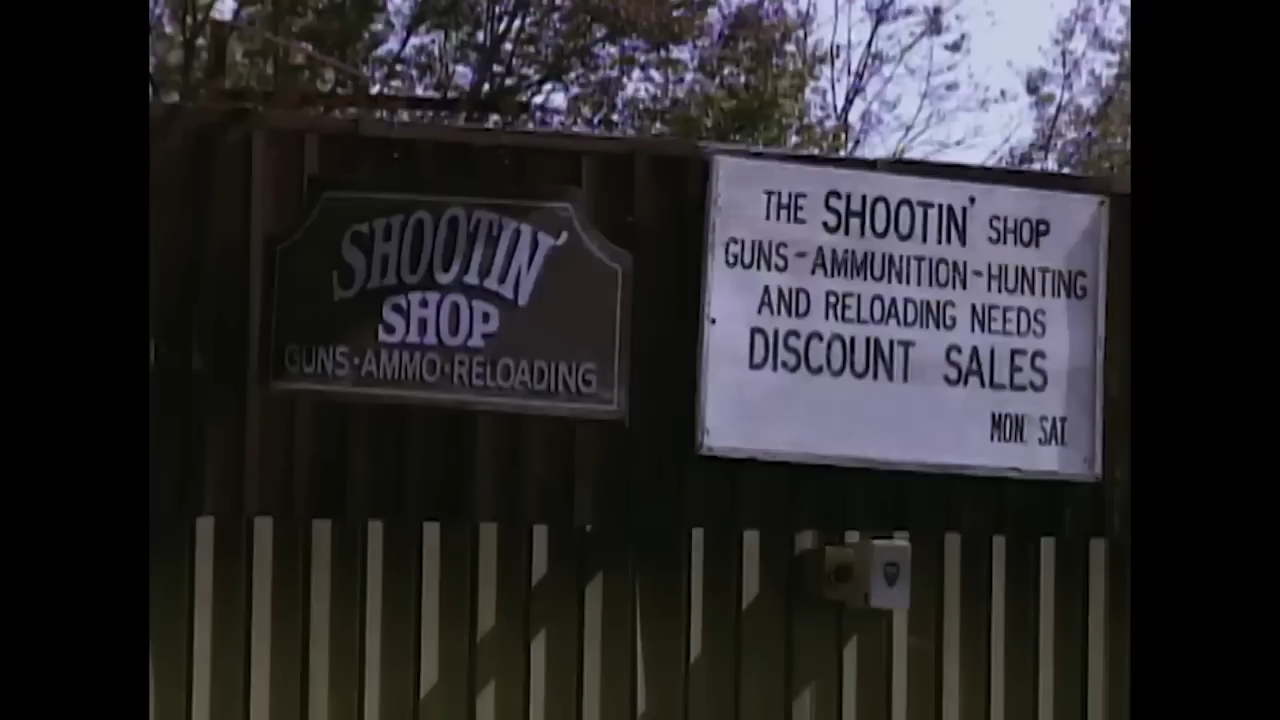 SHOOTIN'
SHOP
GUNS·AMMO·RELOADING
THE SHOOTIN' SHOP
GUNS-AMMUNITION-HUNTING
AND RELOADING NEEDS
DISCOUNT SALES
MON. SAT.